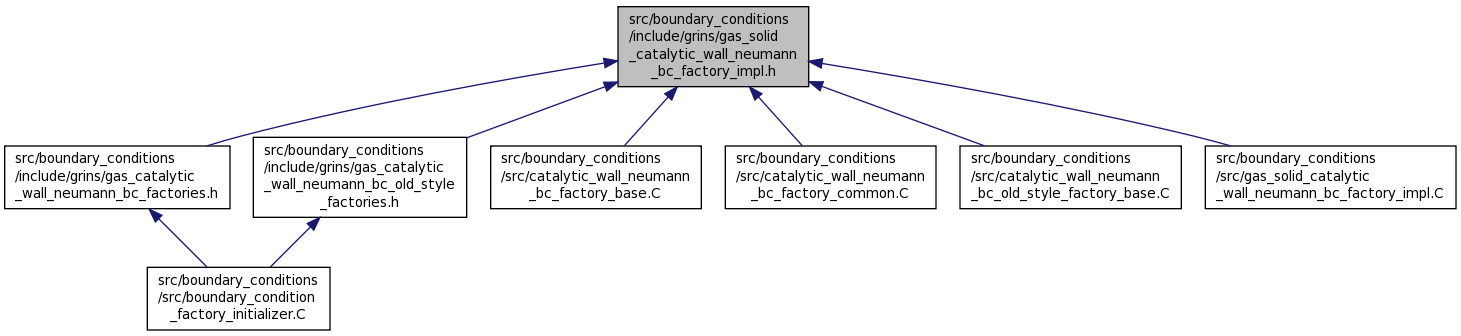 src/boundary_conditions
/include/grins/gas_solid
_catalytic_wall_neumann
_bc_factory_impl.h
src/boundary_conditions
/include/grins/gas_catalytic
_wall_neumann_bc_factories.h
src/boundary_conditions
/include/grins/gas_catalytic
_wall_neumann_bc_old_style
_factories.h
src/boundary_conditions
/src/catalytic_wall_neumann
_bc_factory_base.C
src/boundary_conditions
/src/catalytic_wall_neumann
_bc_factory_common.C
src/boundary_conditions
/src/catalytic_wall_neumann
_bc_old_style_factory_base.C
src/boundary_conditions
/src/gas_solid_catalytic
_wall_neumann_bc_factory_impl.C
src/boundary_conditions
/src/boundary_condition
_factory_initializer.C